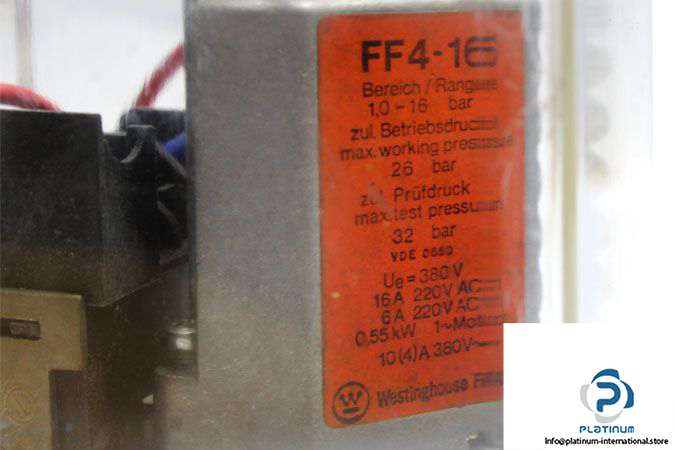 FF4-16
Bereich / Range
1,0-16 bar
zul. Betriebsdruck
max. working pressure
26 bar
zul. Prüfdruck
max. test pressure
32 bar
VDE 0660
Ue = 380 V
16 A 220V AC
6 A 220V AC
0,55 kW 1~Motor
10(4)A 380V~
W Westinghouse
PLATINUM
Info@platinum-international.store